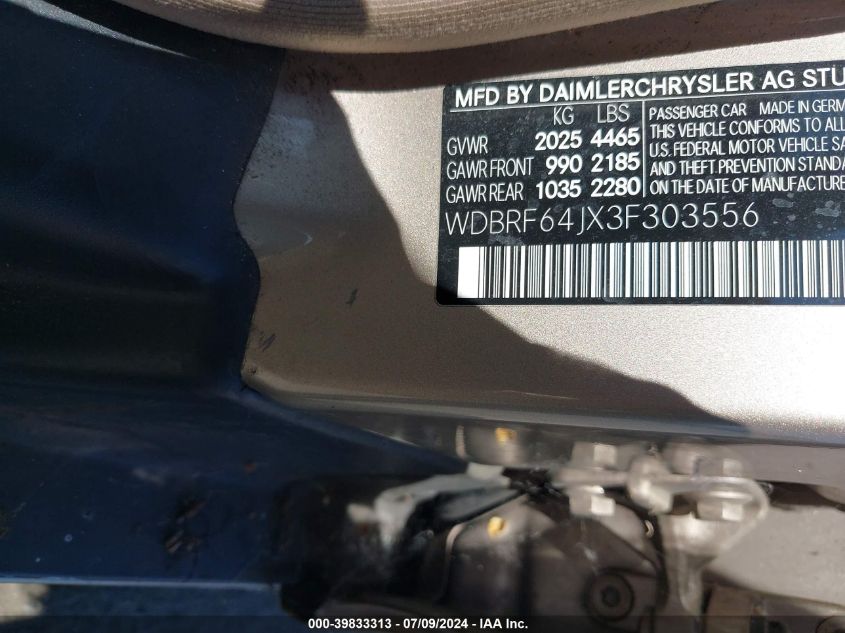 MFD BY DAIMLERCHRYSLER AG STU
KG LBS
GVWR 2025 4465
GAWR FRONT 990 2185
GAWR REAR 1035 2280
PASSENGER CAR MADE IN GERM
THIS VEHICLE CONFORMS TO ALL
U.S. FEDERAL MOTOR VEHICLE SA
AND THEFT PREVENTION STANDA
ON THE DATE OF MANUFACTURE
WDBRF64JX3F303556
000-39833313 / 07/09/2024 - IAA Inc.